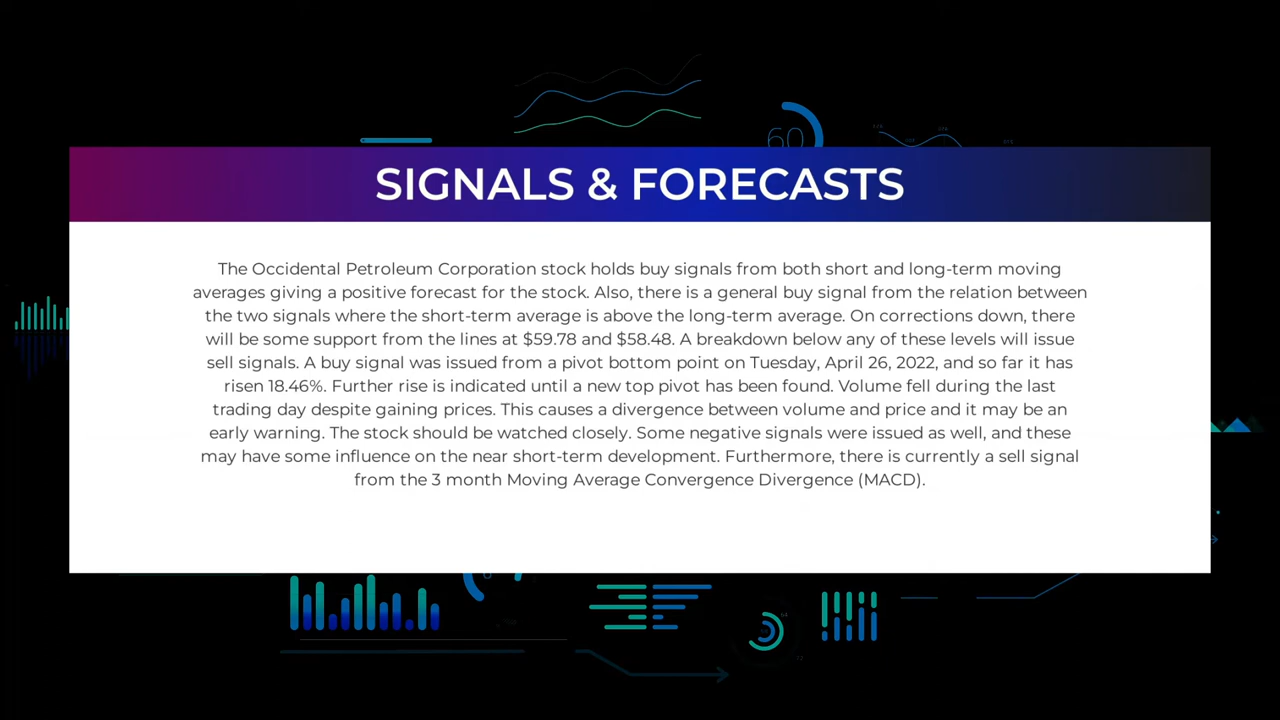 60
SIGNALS & FORECASTS
The Occidental Petroleum Corporation stock holds buy signals from both short and long-term moving
averages giving a positive forecast for the stock. Also, there is a general buy signal from the relation between
the two signals where the short-term average is above the long-term average. On corrections down, there
will be some support from the lines at $59.78 and $58.48. A breakdown below any of these levels will issue
sell signals. A buy signal was issued from a pivot bottom point on Tuesday, April 26, 2022, and so far it has
risen 18.46%. Further rise is indicated until a new top pivot has been found. Volume fell during the last
trading day despite gaining prices. This causes a divergence between volume and price and it may be an
early warning. The stock should be watched closely. Some negative signals were issued as well, and these
may have some influence on the near short-term development. Furthermore, there is currently a sell signal
from the 3 month Moving Average Convergence Divergence (MACD).